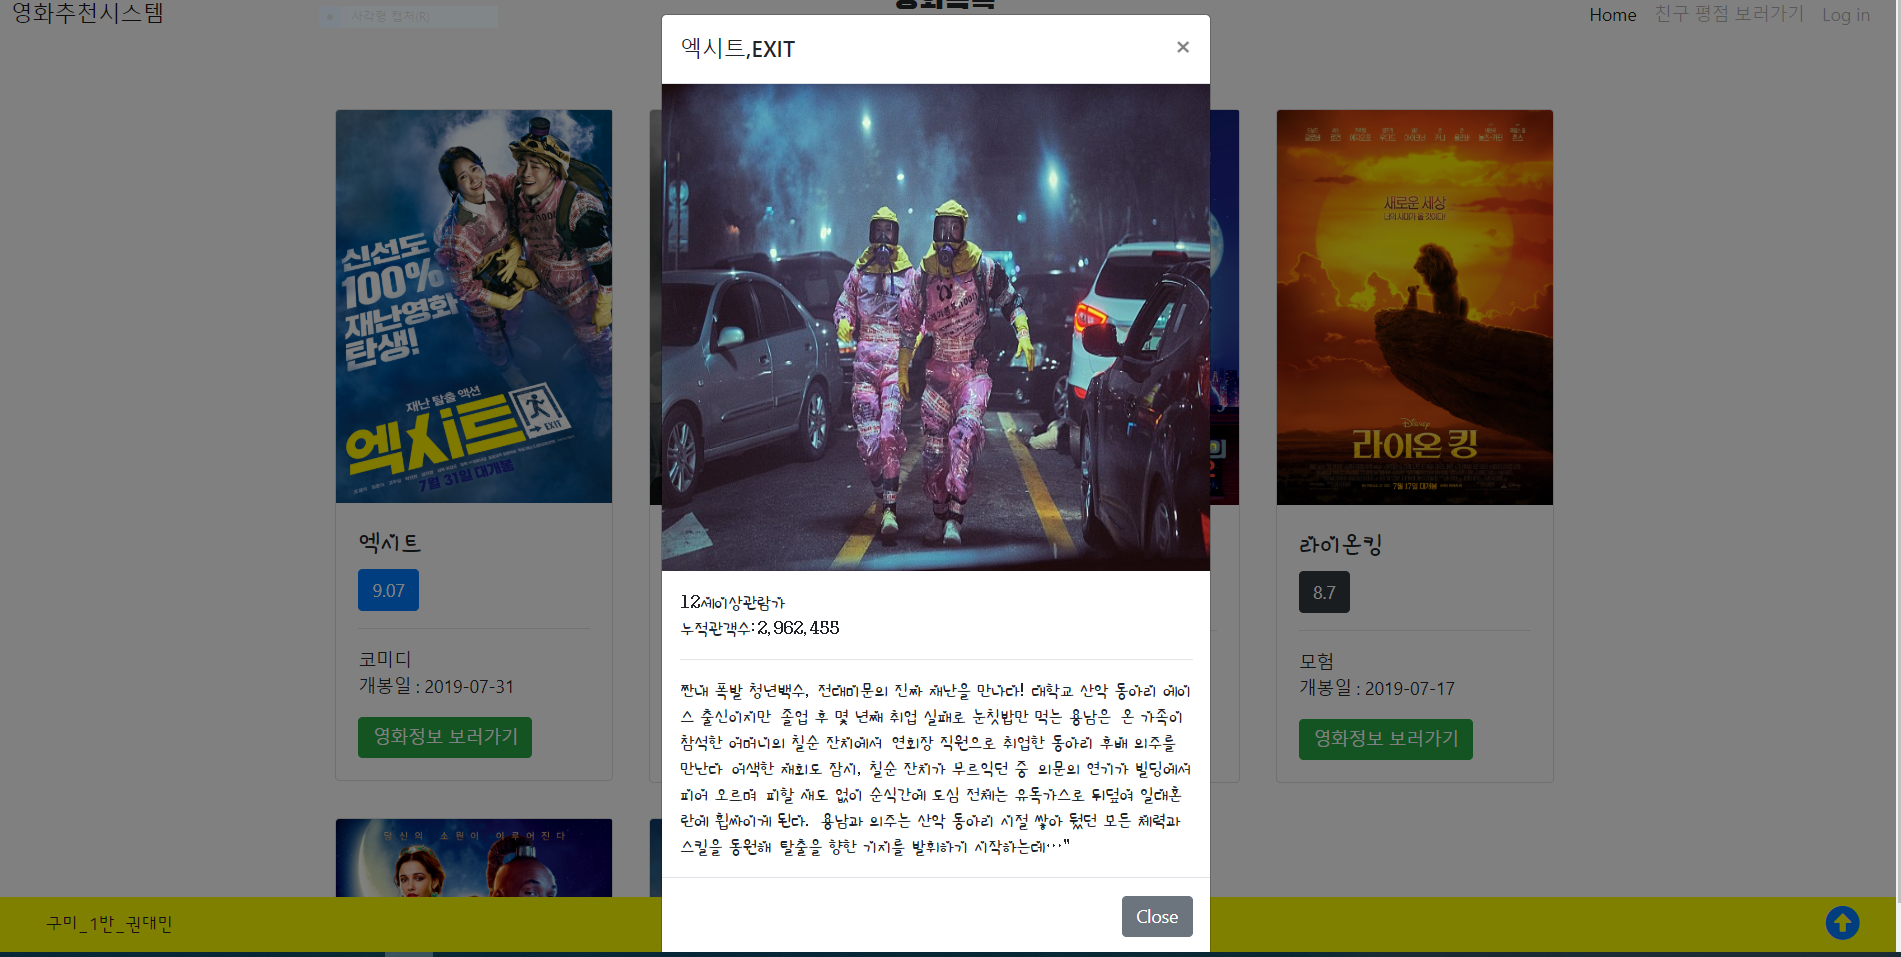 영화추천시스템
사각형 캡처(R)
Home
친구 평점 보러가기
Log in
엑시트,EXIT
×
신선도
100%
재난영화
탄생!
재난 탈출 액션
엑시트
EXIT
7월 31일 대개봉
새로운 세상
너의 시대가 올 것이다!
Disney
라이온 킹
7월 17일 대개봉
엑시트
9.07
코미디
개봉일 : 2019-07-31
영화정보 보러가기
라이온킹
8.7
모험
개봉일 : 2019-07-17
영화정보 보러가기
12세이상관람가
누적관객수:2,962,455
짠내 폭발 청년백수, 전대미문의 진짜 재난을 만나다! 대학교 산악 동아리 에이
스 출신이지만 졸업 후 몇 년째 취업 실패로 눈칫밥만 먹는 용남은 온 가족이
참석한 어머니의 칠순 잔치에서 연회장 직원으로 취업한 동아리 후배 의주를
만난다 어색한 재회도 잠시, 칠순 잔치가 무르익던 중 의문의 연기가 빌딩에서
피어 오르며 피할 새도 없이 순식간에 도심 전체는 유독가스로 뒤덮여 일대혼
란에 휩싸이게 된다. 용남과 의주는 산악 동아리 시절 쌓아 뒀던 모든 체력과
스킬을 동원해 탈출을 향한 기지를 발휘하기 시작하는데…"
당신의 소원이 이루어진다
Close
구미_1반_권대민